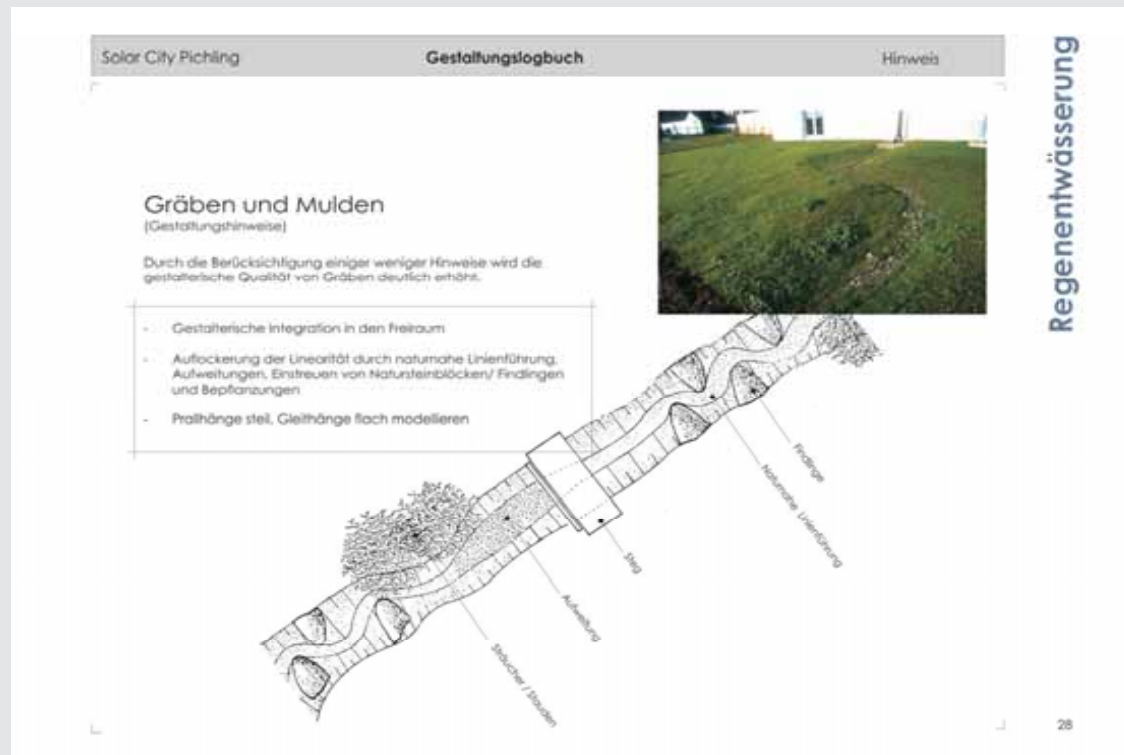 Solar City Pichling
Gestaltungslogbuch
Hinweis
Regenentwässerung
Gräben und Mulden
(Gestaltungshinweise)
Durch die Berücksichtigung einiger weniger Hinweise wird die
gestalterische Qualität von Gräben deutlich erhöht.
- Gestalterische Integration in den Freiraum
- Auflockerung der Linearität durch naturnahe Linienführung,
Aufweitungen, Einstreuen von Natursteinblöcken/ Findlingen
und Bepflanzungen
- Prallhänge steil, Gleithänge flach modellieren
Findlinge
Naturnahe Linienführung
Steg
Aufweitung
Sträucher / Stauden
28